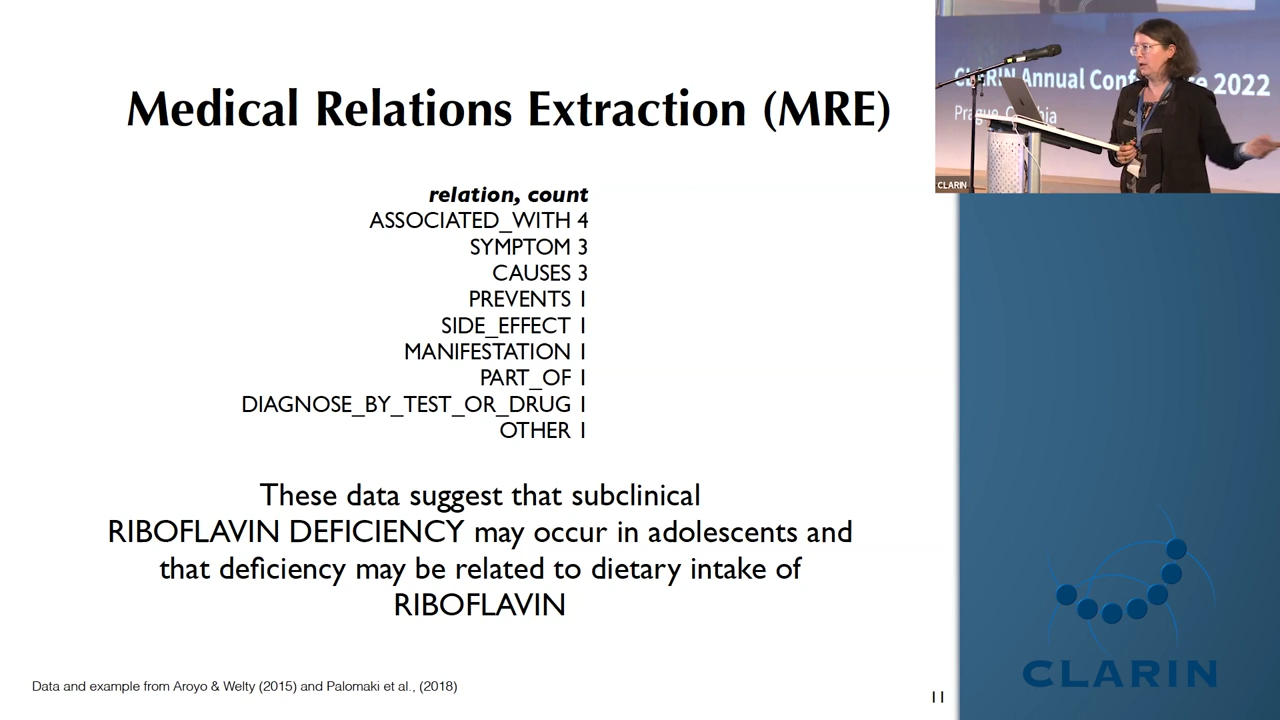 Medical Relations Extraction (MRE)
relation, count
ASSOCIATED_WITH 4
SYMPTOM 3
CAUSES 3
PREVENTS 1
SIDE_EFFECT 1
MANIFESTATION 1
PART_OF 1
DIAGNOSE_BY_TEST_OR_DRUG 1
OTHER 1
These data suggest that subclinical
RIBOFLAVIN DEFICIENCY may occur in adolescents and
that deficiency may be related to dietary intake of
RIBOFLAVIN
Data and example from Aroyo & Welty (2015) and Palomaki et al., (2018)
11
CLARIN Annual 2022
CLARIN
CLARIN